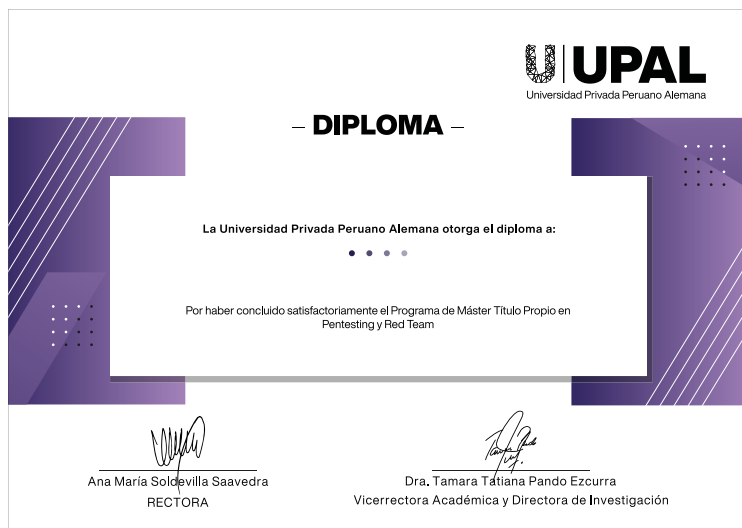 UPAL
Universidad Privada Peruano Alemana
– DIPLOMA –
La Universidad Privada Peruano Alemana otorga el diploma a:
Por haber concluido satisfactoriamente el Programa de Máster Título Propio en
Pentesting y Red Team
Ana María Soldevilla Saavedra
RECTORA
Dra. Tamara Tatiana Pando Ezcurra
Vicerrectora Académica y Directora de Investigación